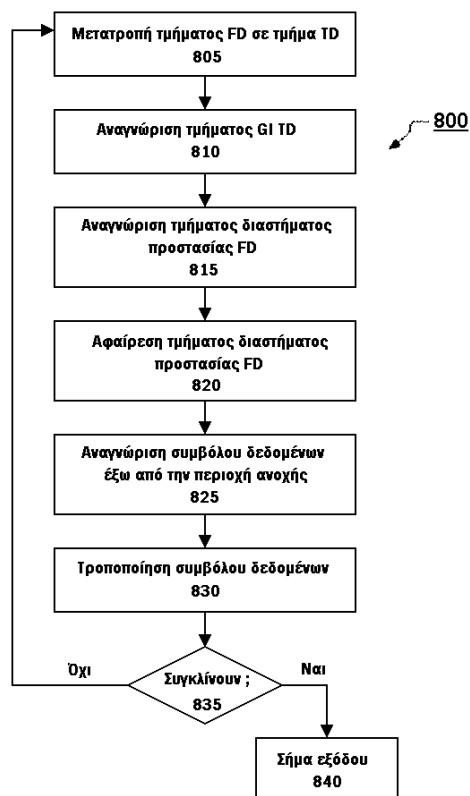 Μετατροπή τμήματος FD σε τμήμα TD
805
800
Αναγνώριση τμήματος GI TD
810
Αναγνώριση τμήματος διαστήματος
προστασίας FD
815
Αφαίρεση τμήματος διαστήματος
προστασίας FD
820
Αναγνώριση συμβόλου δεδομένων
έξω από την περιοχή ανοχής
825
Τροποποίηση συμβόλου δεδομένων
830
Όχι
Συγκλίνουν ;
835
Ναι
Σήμα εξόδου
840